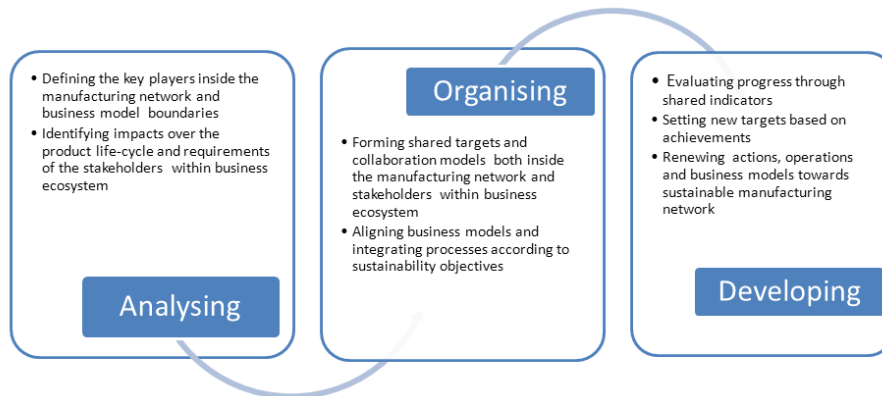 • Defining the key players inside the
manufacturing network and
business model boundaries
• Identifying impacts over the
product life-cycle and requirements
of the stakeholders within business
ecosystem
Analysing
Organising
• Forming shared targets and
collaboration models both inside
the manufacturing network and
stakeholders within business
ecosystem
• Aligning business models and
integrating processes according to
sustainability objectives
• Evaluating progress through
shared indicators
• Setting new targets based on
achievements
• Renewing actions, operations
and business models towards
sustainable manufacturing
network
Developing